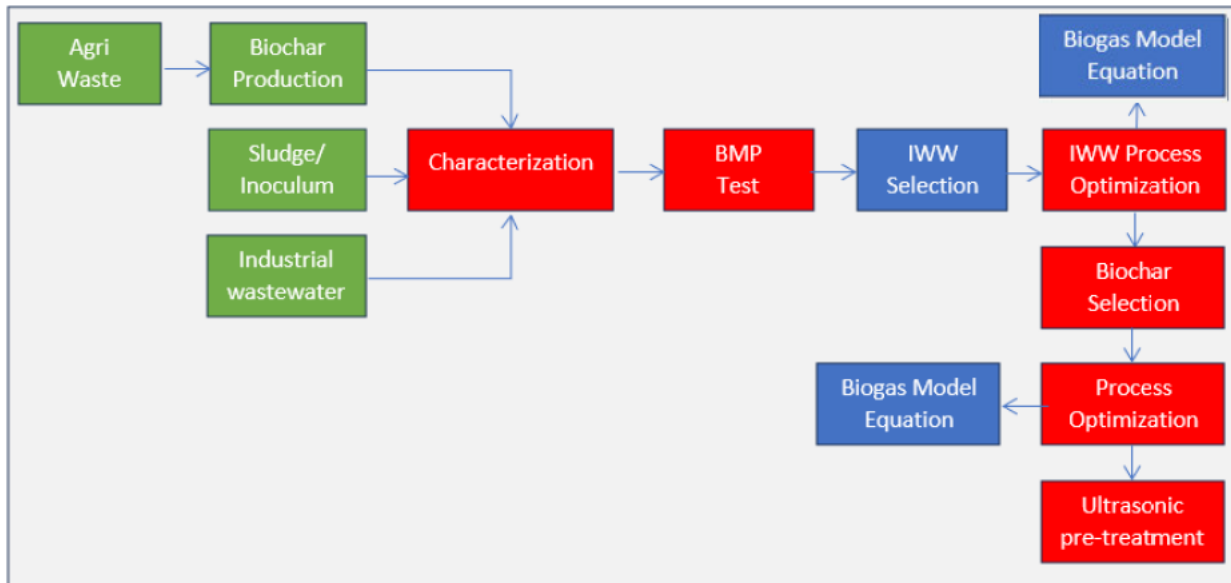 Agri
Waste
Biochar
Production
Sludge/
Inoculum
Industrial
wastewater
Characterization
BMP
Test
IWW
Selection
Biogas Model
Equation
IWW Process
Optimization
Biochar
Selection
Process
Optimization
Biogas Model
Equation
Ultrasonic
pre-treatment